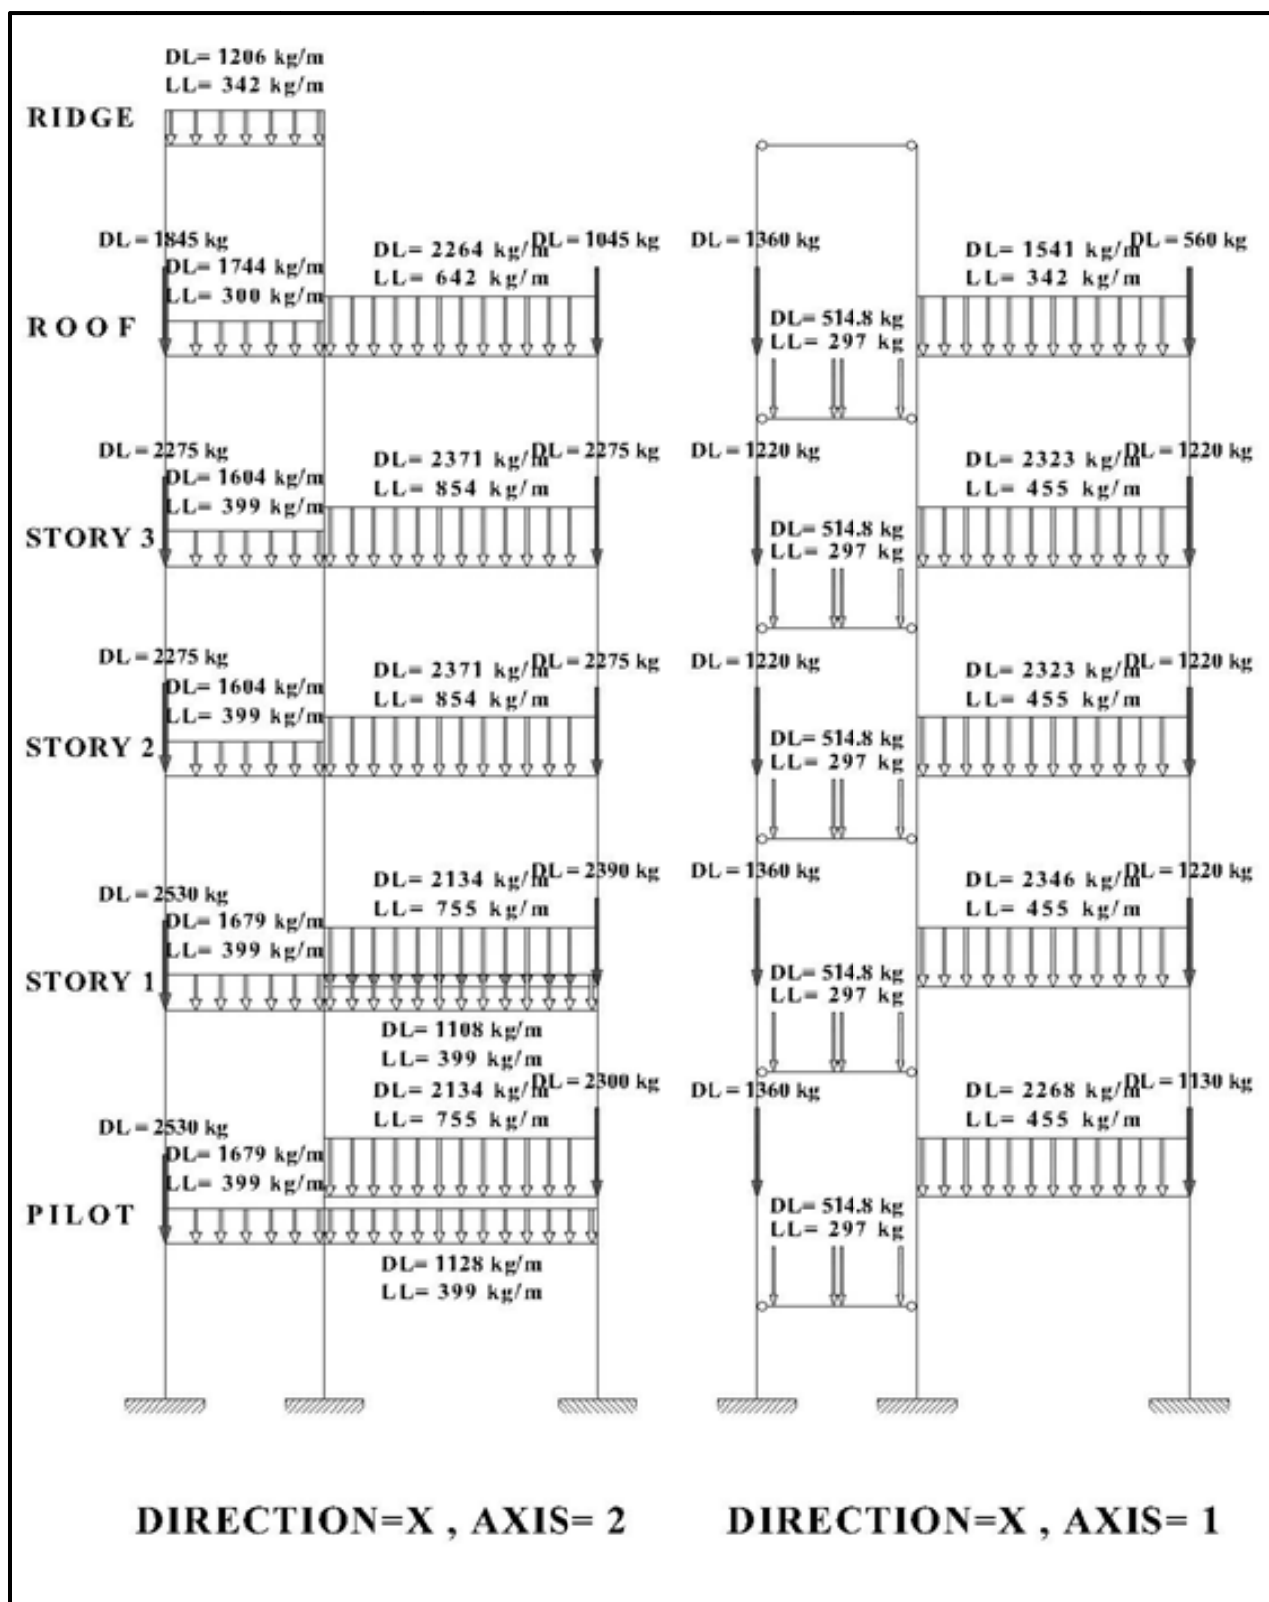 DL= 1206 kg/m
LL= 342 kg/m
RIDGE
DL = 1845 kg
DL= 1744 kg/m
LL= 300 kg/m
DL= 2264 kg/m
LL= 642 kg/m
DL = 1045 kg
ROOF
DL = 1360 kg
DL= 514.8 kg
LL= 297 kg
DL= 1541 kg/m
LL= 342 kg/m
DL = 560 kg
DL = 2275 kg
DL= 1604 kg/m
LL= 399 kg/m
DL= 2371 kg/m
LL= 854 kg/m
DL = 2275 kg
STORY 3
DL = 1220 kg
DL= 514.8 kg
LL= 297 kg
DL= 2323 kg/m
LL= 455 kg/m
DL = 1220 kg
DL = 2275 kg
DL= 1604 kg/m
LL= 399 kg/m
DL= 2371 kg/m
LL= 854 kg/m
DL = 2275 kg
STORY 2
DL = 1220 kg
DL= 514.8 kg
LL= 297 kg
DL= 2323 kg/m
LL= 455 kg/m
DL = 1220 kg
DL = 2530 kg
DL= 1679 kg/m
LL= 399 kg/m
DL= 2134 kg/m
LL= 755 kg/m
DL = 2390 kg
STORY 1
DL= 1108 kg/m
LL= 399 kg/m
DL = 1360 kg
DL= 514.8 kg
LL= 297 kg
DL= 2346 kg/m
LL= 455 kg/m
DL = 1220 kg
DL = 2530 kg
DL= 1679 kg/m
LL= 399 kg/m
DL= 2134 kg/m
LL= 755 kg/m
DL = 2300 kg
PILOT
DL= 1128 kg/m
LL= 399 kg/m
DL = 1360 kg
DL= 514.8 kg
LL= 297 kg
DL= 2268 kg/m
LL= 455 kg/m
DL = 1130 kg
DIRECTION=X , AXIS= 2
DIRECTION=X , AXIS= 1